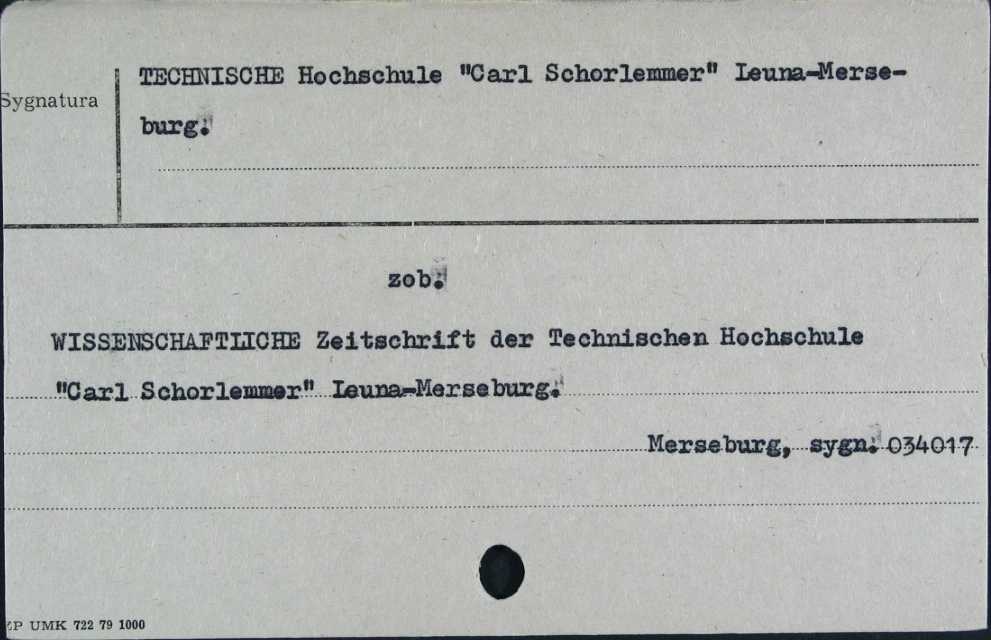 TECHNISCHE Hochschule "Carl Schorlemmer" Leuna-Merse-
Sygnatura
burg.
zob.
WISSENSCHAFTLICHE Zeitschrift der Technischen Hochschule
"Carl Schorlemmer" Leuna-Merseburg.
Merseburg, sygn. 034017
ZP UMK 722 79 1000